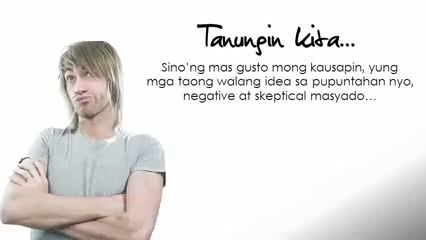 Tanungin kita...
Sino'ng mas gusto mong kausapin, yung
mga taong walang idea sa pupuntahan nyo,
negative at skeptical masyado...